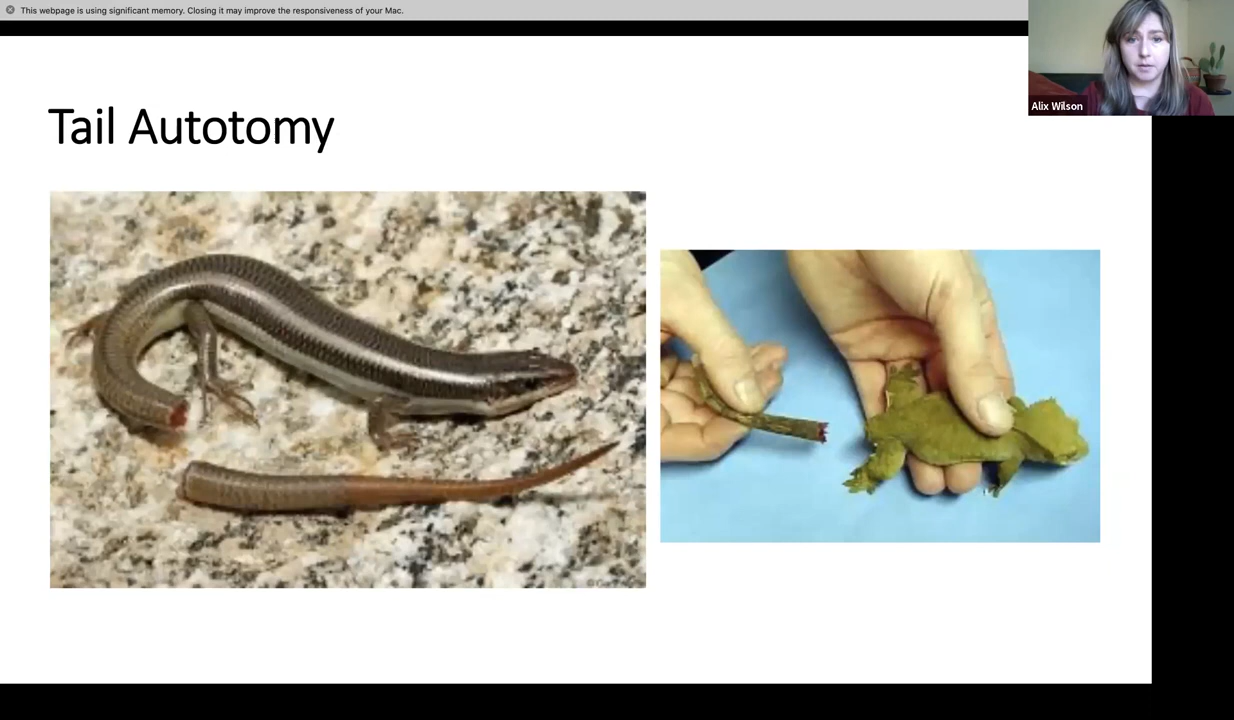 This webpage is using significant memory. Closing it may improve the responsiveness of your Mac.
Alix Wilson
Tail Autotomy